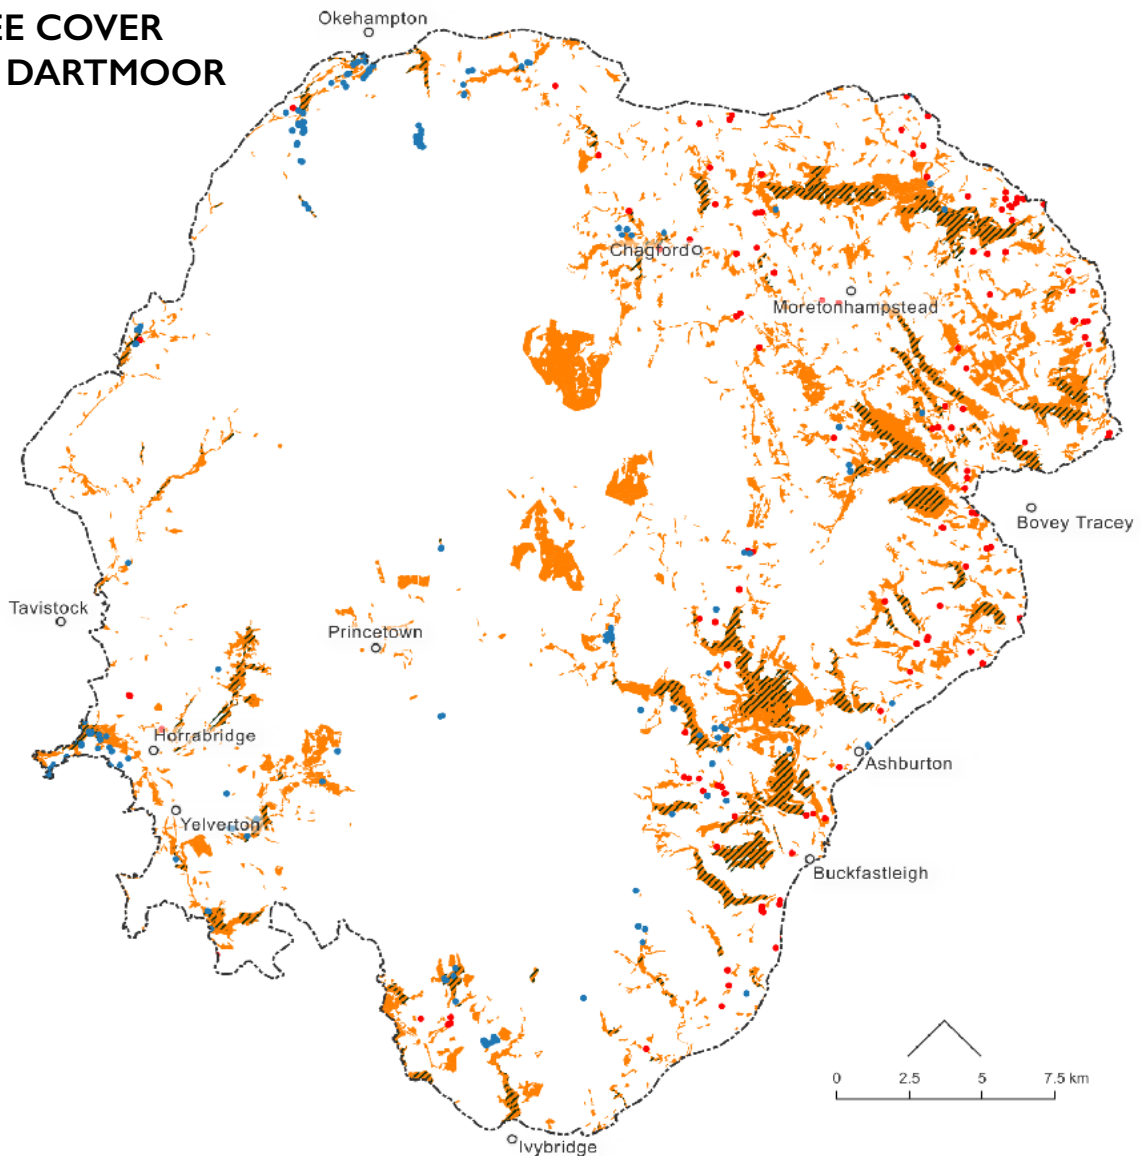 EE COVER
DARTMOOR
Okehampton
Chagford
Moretonhampstead
Bovey Tracey
Tavistock
Princetown
Horrabridge
Ashburton
Yelverton
Buckfastleigh
0 2.5 5 7.5 km
Ivybridge